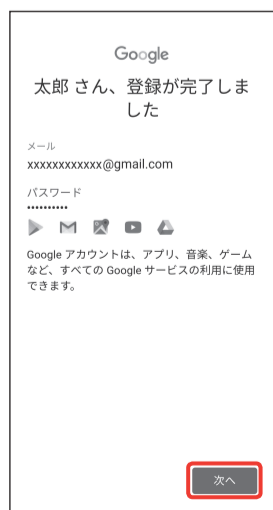 Google
太郎 さん、登録が完了しま
した
メール
xxxxxxxxxxxx@gmail.com
パスワード
••••••••••
Google アカウントは、アプリ、音楽、ゲーム
など、すべての Google サービスの利用に使用
できます。
次へ